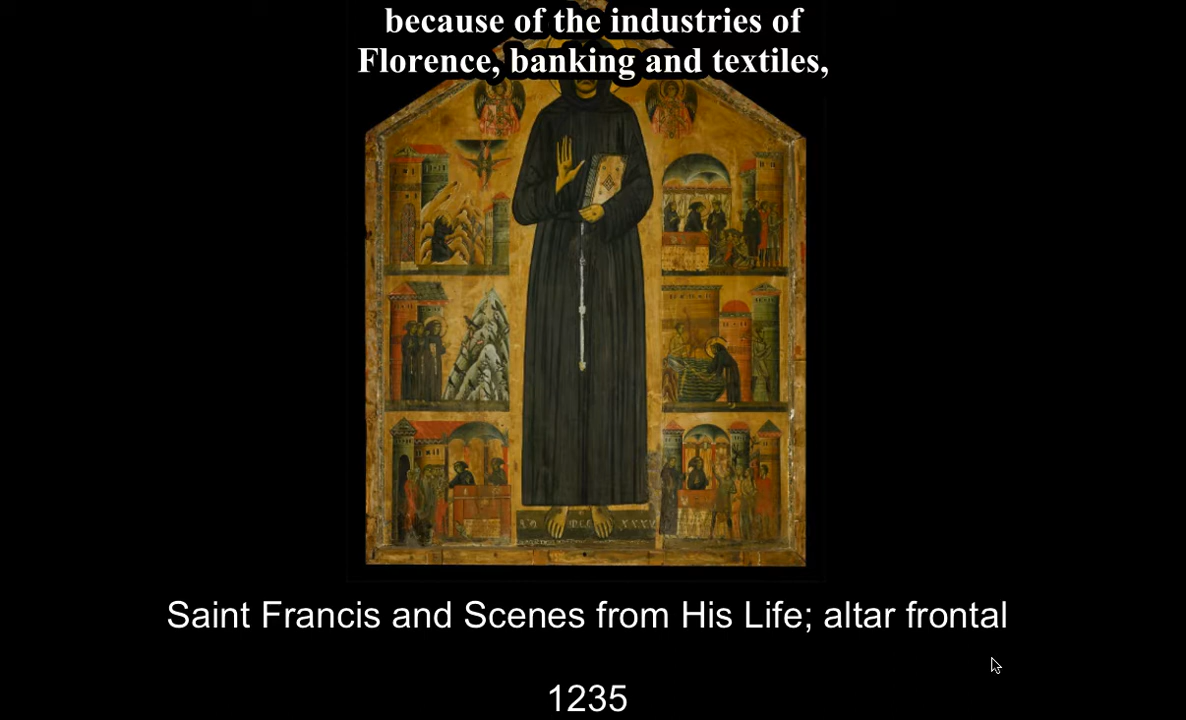 because of the industries of
Florence, banking and textiles,
Saint Francis and Scenes from His Life; altar frontal
1235